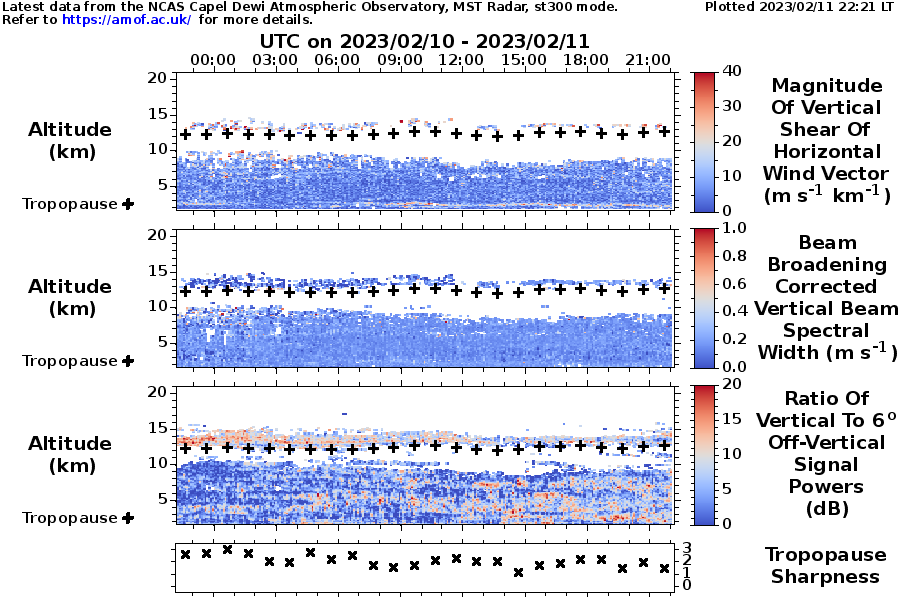 Latest data from the NCAS Capel Dewi Atmospheric Observatory, MST Radar, st300 mode.
Plotted 2023/02/11 22:21 LT
Refer to https://amof.ac.uk/ for more details.
UTC on 2023/02/10 - 2023/02/11
00:00 03:00 06:00 09:00 12:00 15:00 18:00 21:00
Altitude
(km)
Tropopause
20
15
10
5
40
30
20
10
0
Magnitude
Of Vertical
Shear Of
Horizontal
Wind Vector
(m s-1 km-1)
Altitude
(km)
Tropopause
20
15
10
5
1.0
0.8
0.6
0.4
0.2
0.0
Beam
Broadening
Corrected
Vertical Beam
Spectral
Width (m s-1)
Altitude
(km)
Tropopause
20
15
10
5
20
15
10
5
0
Ratio Of
Vertical To 6o
Off-Vertical
Signal
Powers
(dB)
3
2
1
0
Tropopause
Sharpness